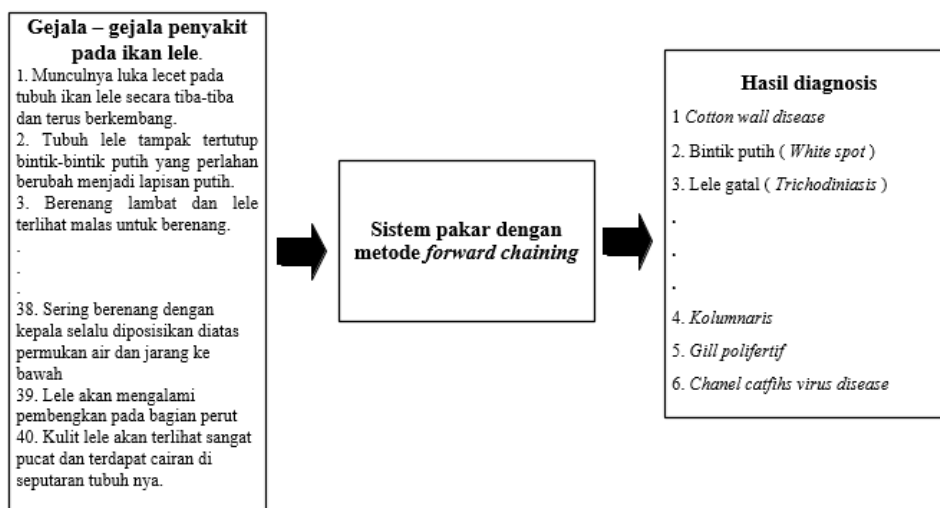 Gejala – gejala penyakit
pada ikan lele.
1. Munculnya luka lecet pada
tubuh ikan lele secara tiba-tiba
dan terus berkembang.
2. Tubuh lele tampak tertutup
bintik-bintik putih yang perlahan
berubah menjadi lapisan putih.
3. Berenang lambat dan lele
terlihat malas untuk berenang.
.
.
.
38. Sering berenang dengan
kepala selalu diposisikan diatas
permukan air dan jarang ke
bawah
39. Lele akan mengalami
pembengkan pada bagian perut
40. Kulit lele akan terlihat sangat
pucat dan terdapat cairan di
seputaran tubuh nya.
Sistem pakar dengan
metode forward chaining
Hasil diagnosis
1 Cotton wall disease
2. Bintik putih ( White spot )
3. Lele gatal ( Trichodiniasis )
.
.
.
4. Kolumnaris
5. Gill polifertif
6. Chanel catfihs virus disease